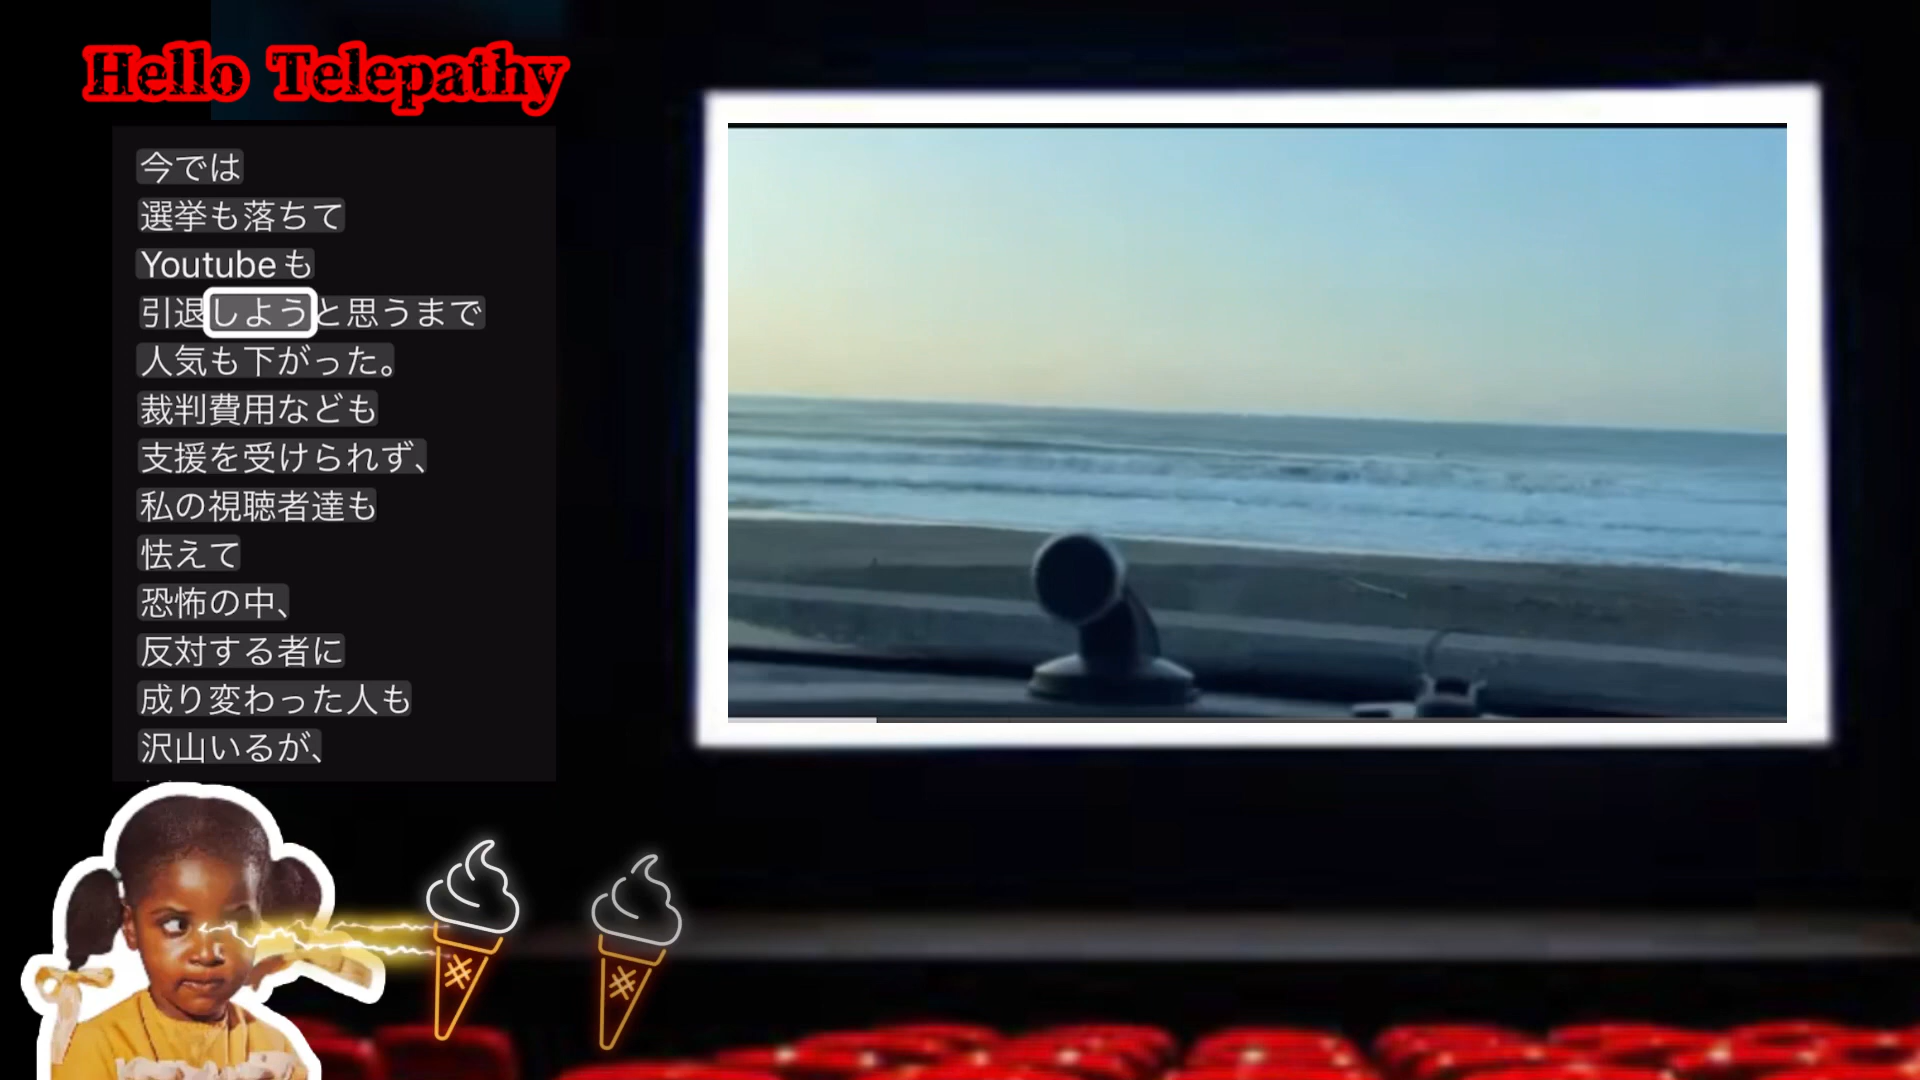 Hello Telepathy
今では
選挙も落ちて
Youtubeも
引退しようと思うまで
人気も下がった。
裁判費用なども
支援を受けられず、
私の視聴者達も
怯えて
恐怖の中、
反対する者に
成り変わった人も
沢山いるが、